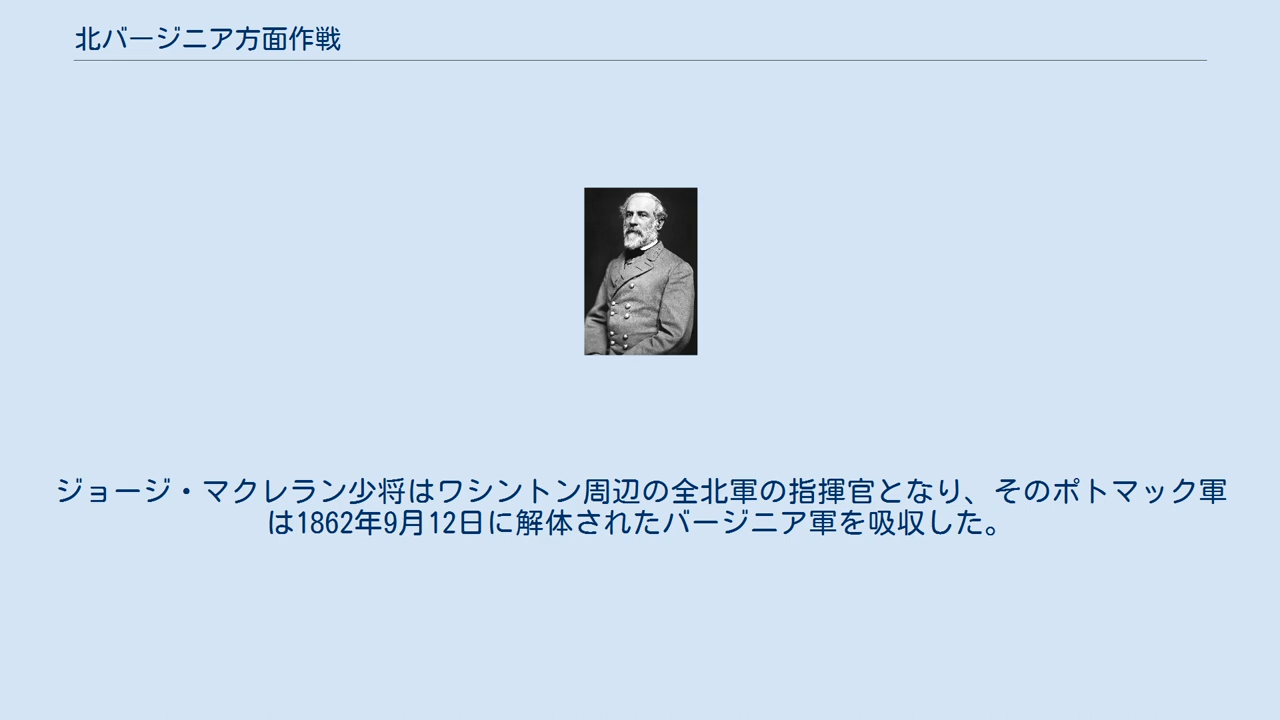 北バージニア方面作戦
ジョージ・マクレラン少将はワシントン周辺の全北軍の指揮官となり、そのポトマック軍
は1862年9月12日に解体されたバージニア軍を吸収した。